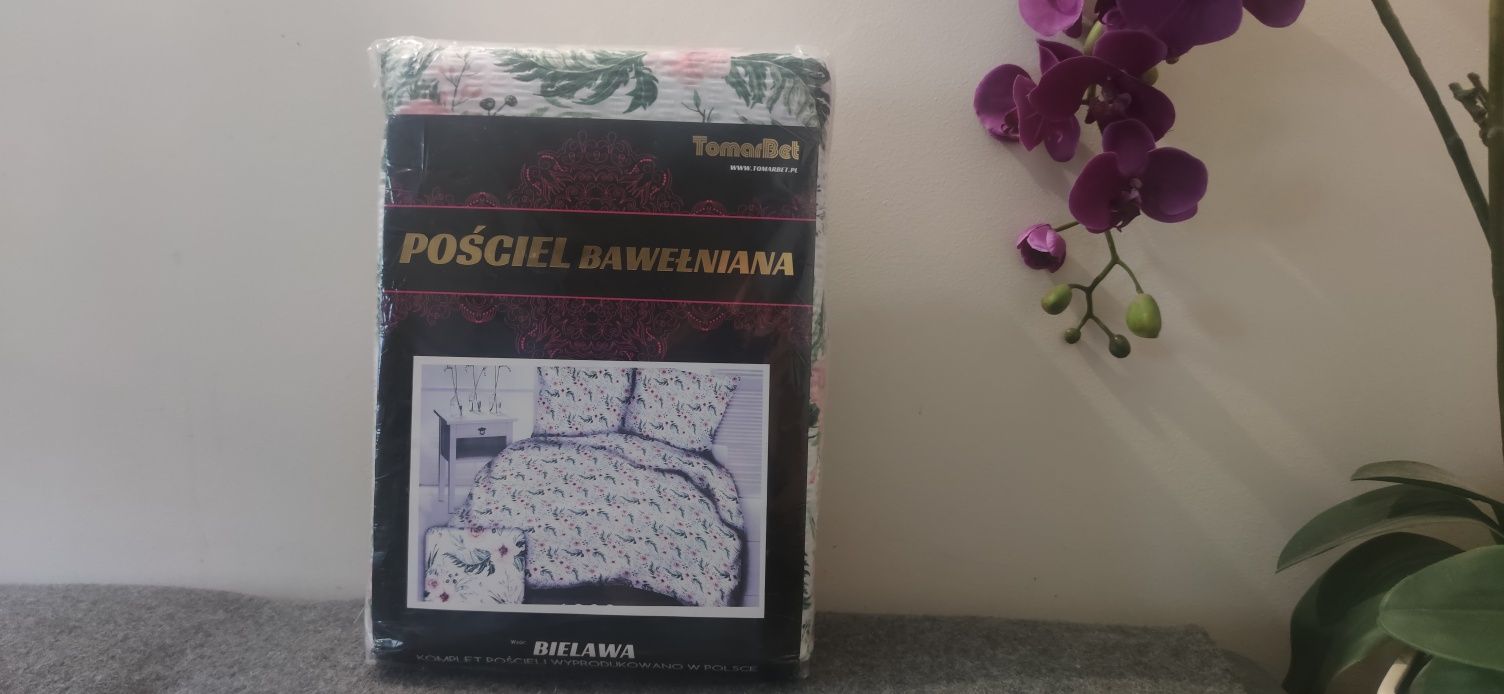 TomarBet
WWW.TOMARBET.PL
POŚCIEL BAWEŁNIANA
Wzór:
BIELAWA
KOMPLET POŚCIELI WYPRODUKOWANO W POLSCE